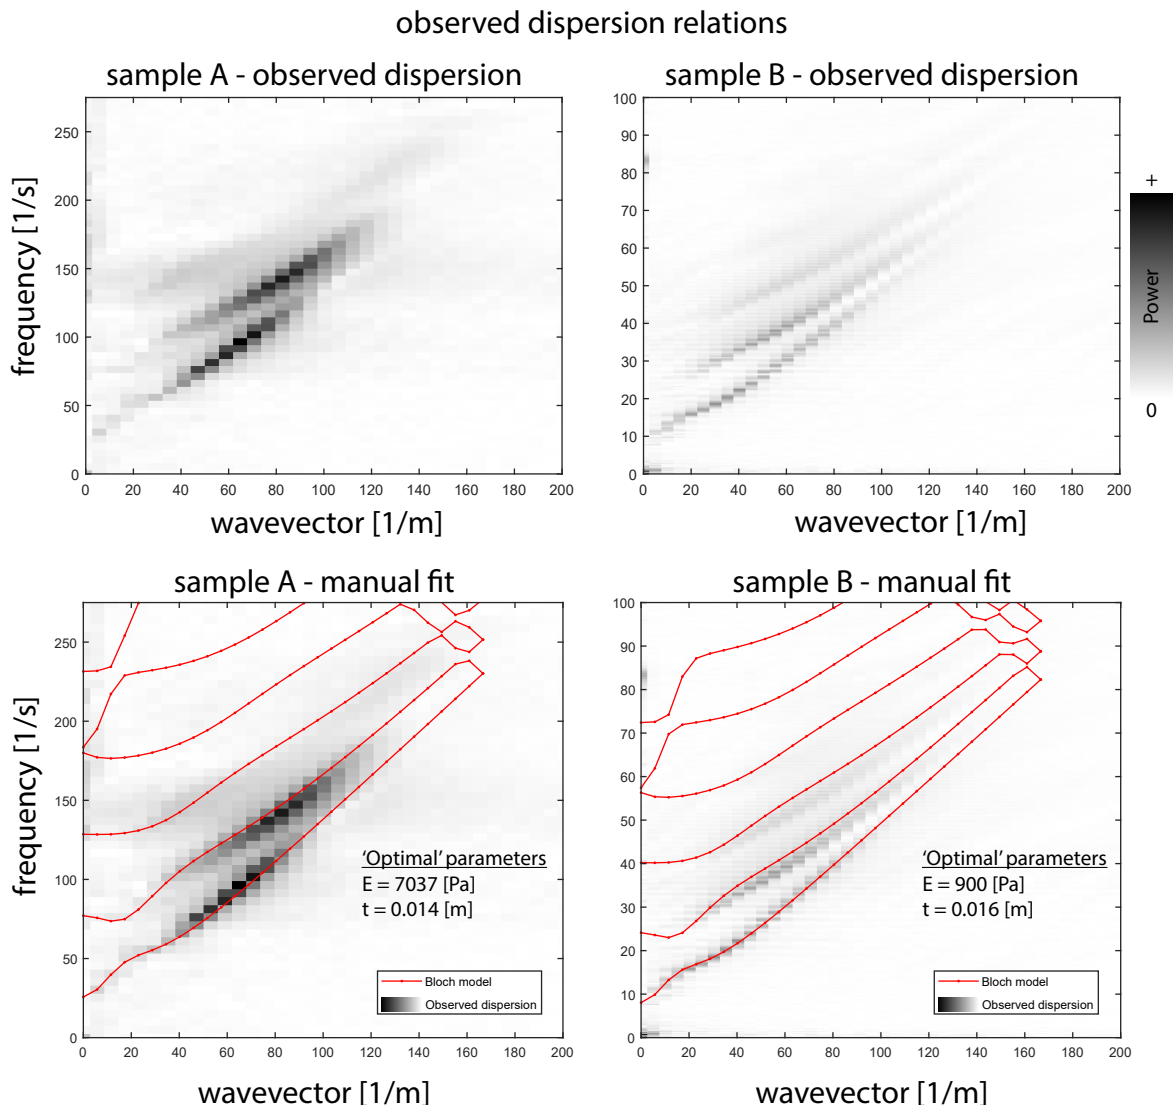 observed dispersion relations
sample A - observed dispersion
sample B - observed dispersion
250
200
150
100
50
0
0 20 40 60 80 100 120 140 160 180 200
frequency [1/s]
wavevector [1/m]
100
90
80
70
60
50
40
30
20
10
0
0 20 40 60 80 100 120 140 160 180 200
wavevector [1/m]
+
Power
0
sample A - manual fit
sample B - manual fit
250
200
150
100
50
0
0 20 40 60 80 100 120 140 160 180 200
frequency [1/s]
wavevector [1/m]
'Optimal' parameters
E = 7037 [Pa]
t = 0.014 [m]
Bloch model
Observed dispersion
100
90
80
70
60
50
40
30
20
10
0
0 20 40 60 80 100 120 140 160 180 200
wavevector [1/m]
'Optimal' parameters
E = 900 [Pa]
t = 0.016 [m]
Bloch model
Observed dispersion